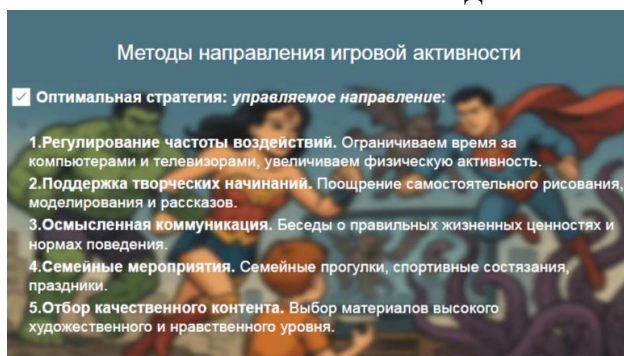 Методы направления игровой активности
Оптимальная стратегия: управляемое направление:
1.Регулирование частоты воздействий. Ограничиваем время за
компьютерами и телевизорами, увеличиваем физическую активность.
2.Поддержка творческих начинаний. Поощрение самостоятельного рисования,
моделирования и рассказов.
3.Осмысленная коммуникация. Беседы о правильных жизненных ценностях и
нормах поведения.
4.Семейные мероприятия. Семейные прогулки, спортивные состязания,
праздники.
5.Отбор качественного контента. Выбор материалов высокого
художественного и нравственного уровня.